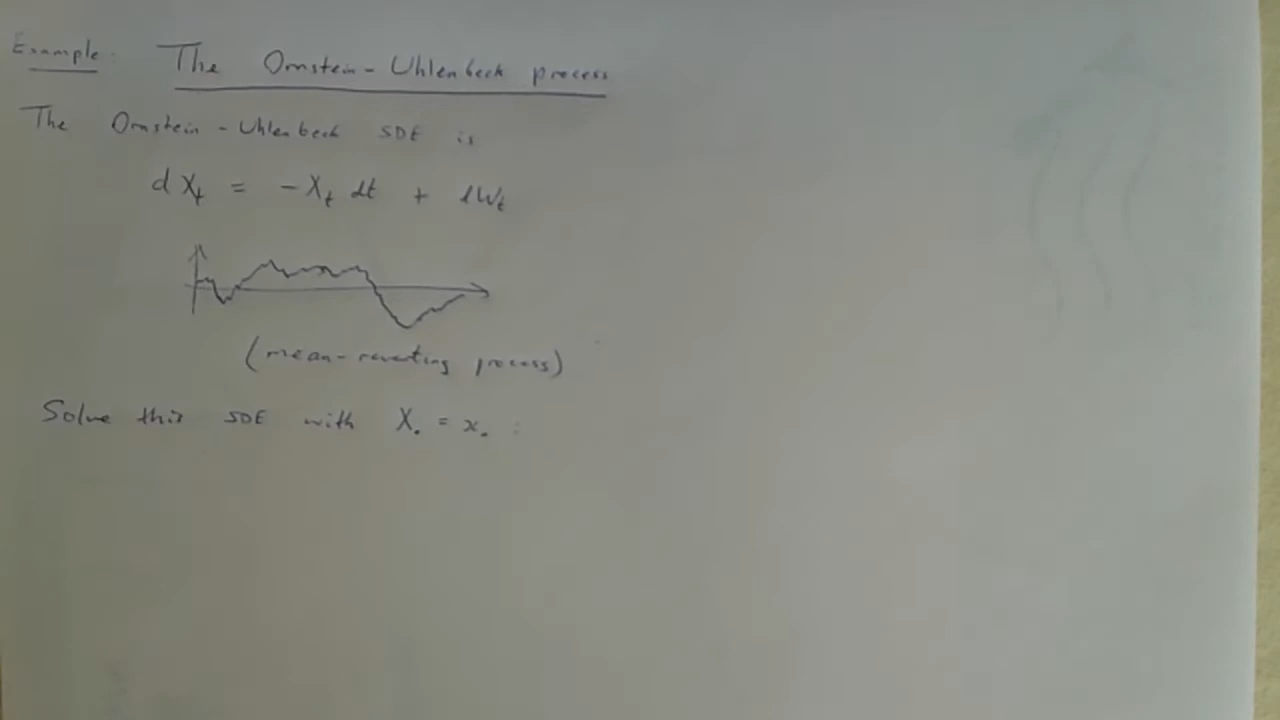 Example: The Ornstein-Uhlenbeck process
The Ornstein-Uhlenbeck SDE is
dX_t = -X_t dt + dW_t
(mean-reverting process)
Solve this SDE with X_0 = x_0 :